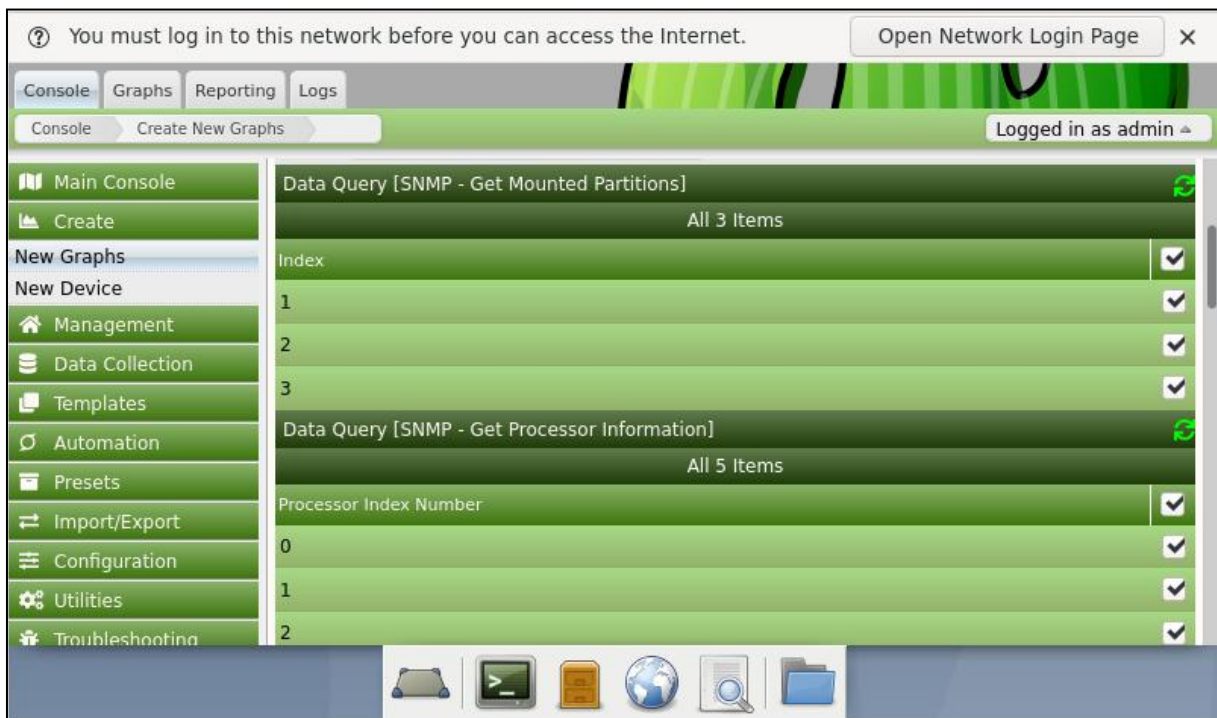 You must log in to this network before you can access the Internet.
Open Network Login Page
Console
Graphs
Reporting
Logs
Console
Create New Graphs
Logged in as admin
Main Console
Create
New Graphs
New Device
Management
Data Collection
Templates
Automation
Presets
Import/Export
Configuration
Utilities
Troubleshooting
Data Query [SNMP - Get Mounted Partitions]
All 3 Items
Index
1
2
3
Data Query [SNMP - Get Processor Information]
All 5 Items
Processor Index Number
0
1
2